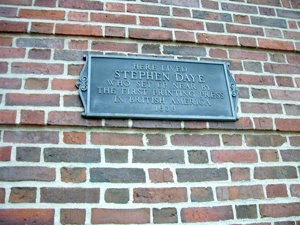 HERE LIVED
STEPHEN DAYE
WHO SET UP NEAR BY
THE FIRST PRINTING PRESS
IN BRITISH AMERICA